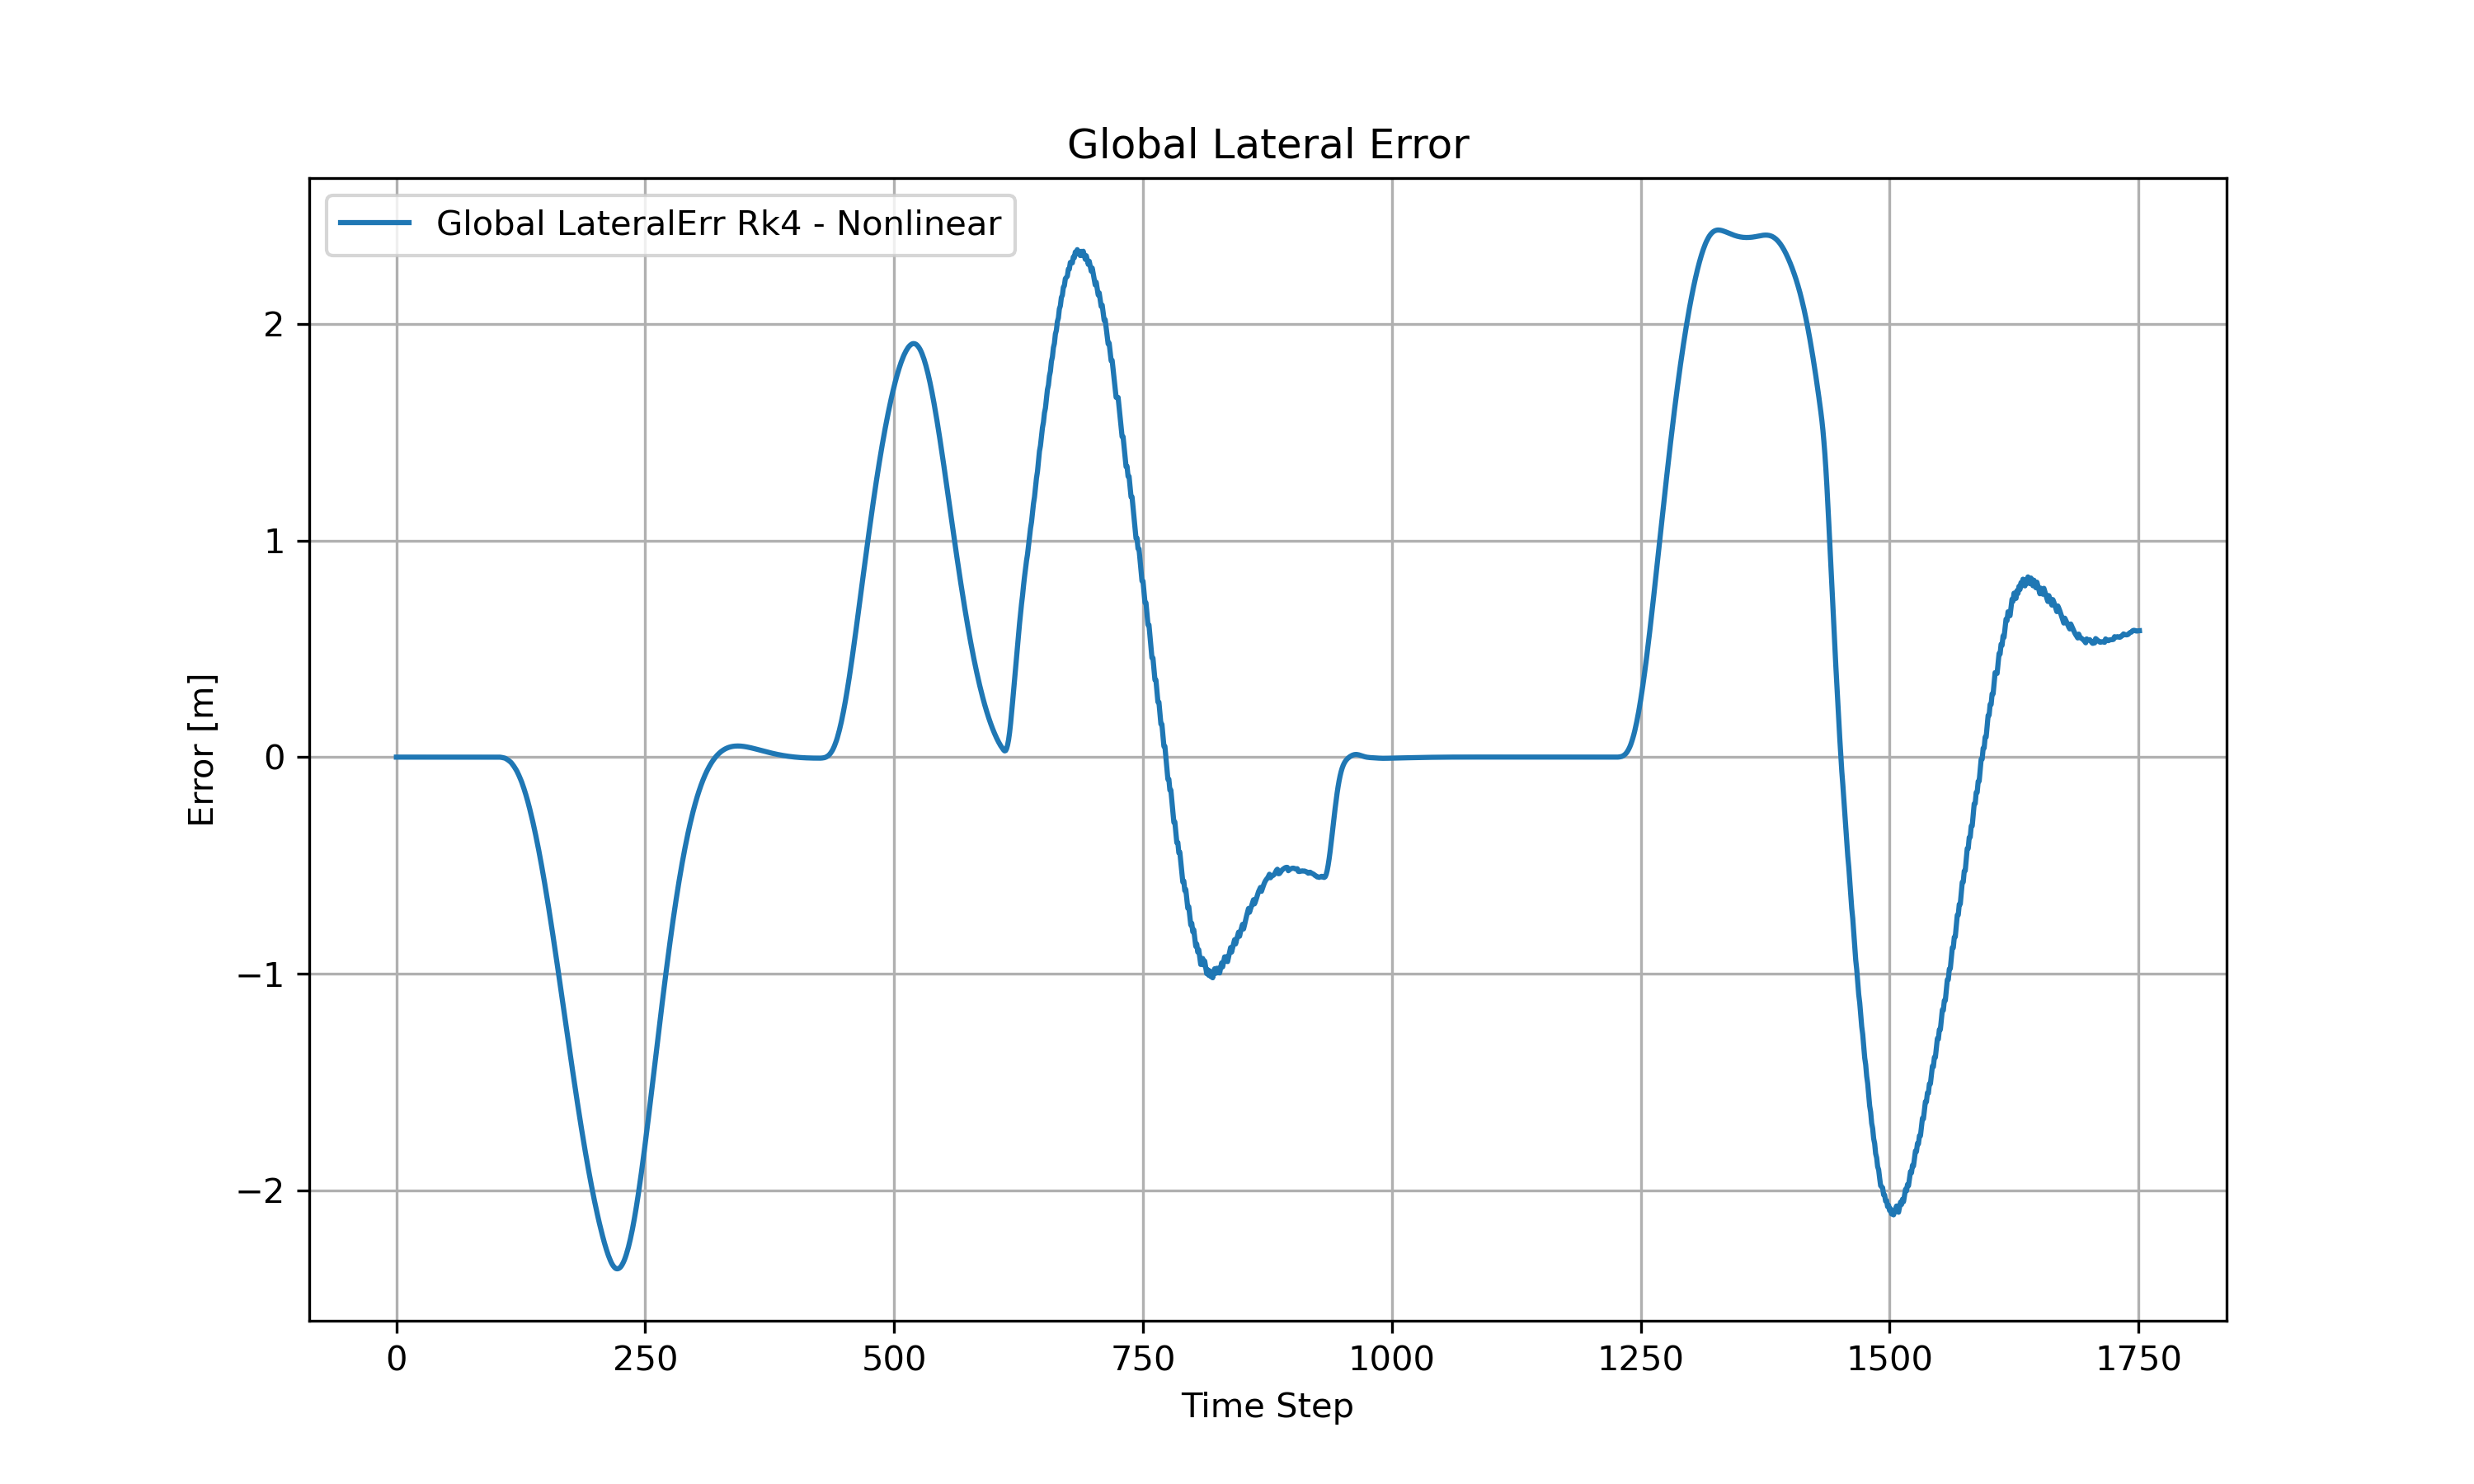 Global Lateral Error
Global LateralErr Rk4 - Nonlinear
2
1
0
−1
−2
Error [m]
0 250 500 750 1000 1250 1500 1750
Time Step